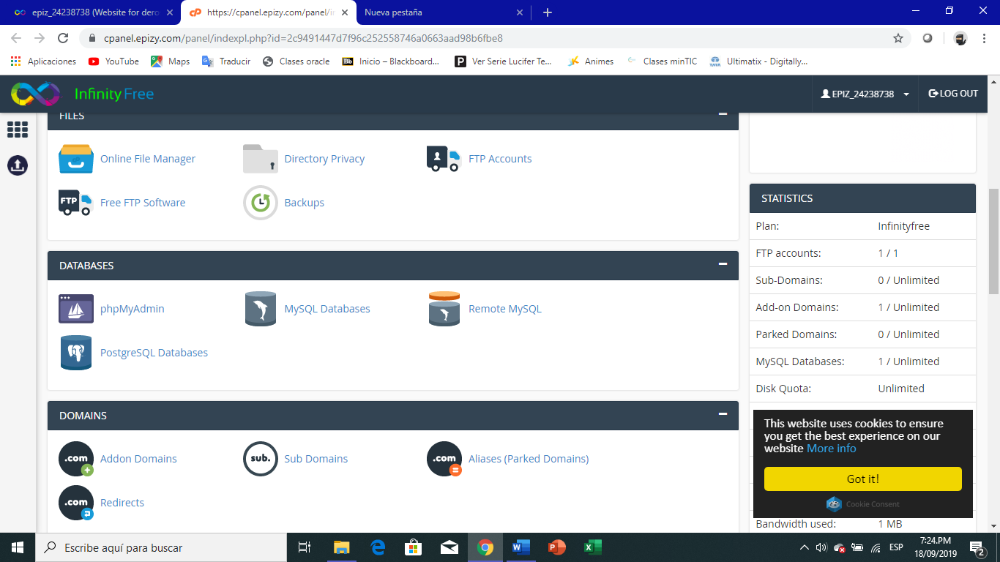 epiz_24238738 (Website for dero
https://cpanel.epizy.com/panel/in
Nueva pestaña
cpanel.epizy.com/panel/indexpl.php?id=2c9491447d7f96c252558746a0663aad98b6fbe8
Aplicaciones YouTube Maps Traducir Clases oracle Bb Inicio – Blackboard... P Ver Serie Lucifer Te... Animes Clases minTIC TATA Ultimatix - Digitally...
InfinityFree
EPIZ_24238738
LOG OUT
FILES
Online File Manager
Directory Privacy
FTP Accounts
FTP
Free FTP Software
Backups
DATABASES
phpMyAdmin
MySQL Databases
Remote MySQL
PostgreSQL Databases
DOMAINS
.com Addon Domains
sub. Sub Domains
.com Aliases (Parked Domains)
.com Redirects
STATISTICS
Plan: Infinityfree
FTP accounts: 1 / 1
Sub-Domains: 0 / Unlimited
Add-on Domains: 1 / Unlimited
Parked Domains: 0 / Unlimited
MySQL Databases: 1 / Unlimited
Disk Quota: Unlimited
This website uses cookies to ensure
you get the best experience on our
website More info
Got it!
Cookie Consent
Bandwidth used: 1 MB
Escribe aquí para buscar
ESP
7:24 P.M
18/09/2019
2